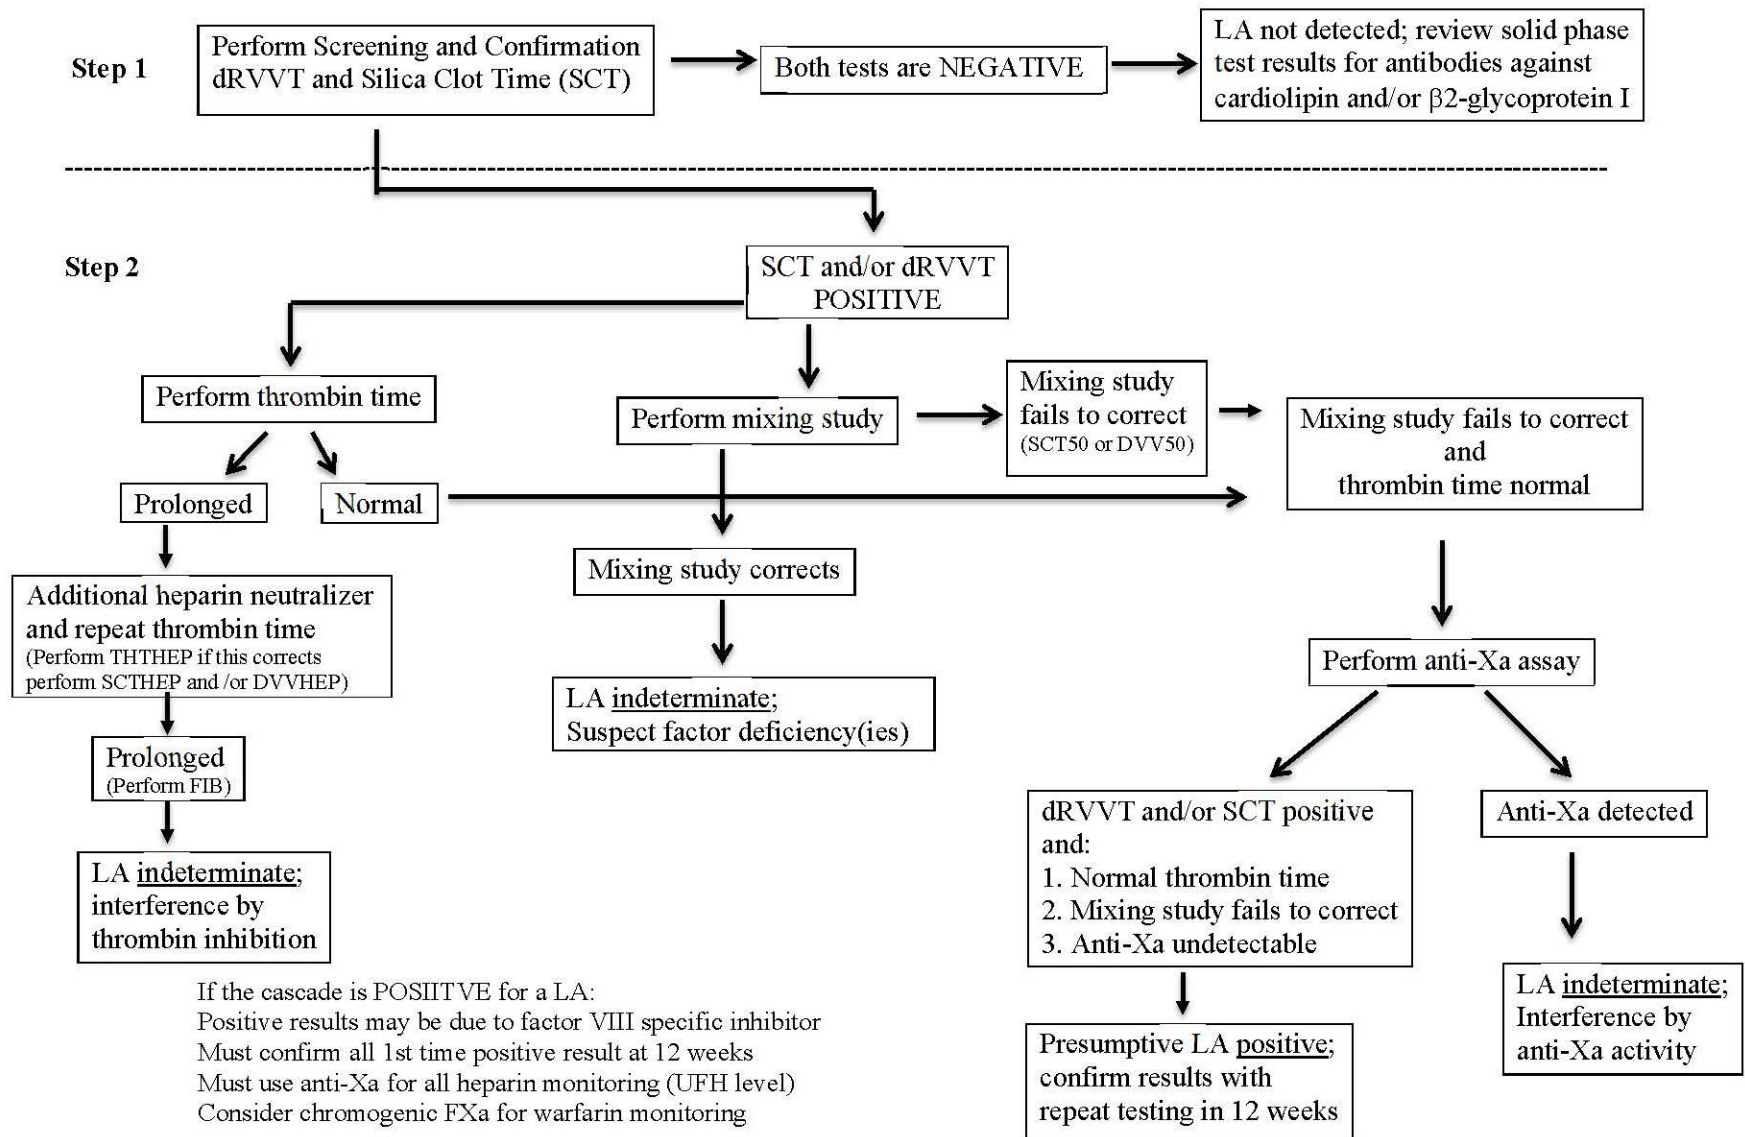 Step 1
Perform Screening and Confirmation
dRVVT and Silica Clot Time (SCT)
Both tests are NEGATIVE
LA not detected; review solid phase
test results for antibodies against
cardiolipin and/or β2-glycoprotein I
Step 2
SCT and/or dRVVT
POSITIVE
Perform thrombin time
Perform mixing study
Mixing study
fails to correct
(SCT50 or DVV50)
Mixing study fails to correct
and
thrombin time normal
Prolonged
Normal
Additional heparin neutralizer
and repeat thrombin time
(Perform THTHEP if this corrects
perform SCTHEP and /or DVVHEP)
Mixing study corrects
Perform anti-Xa assay
LA indeterminate;
Suspect factor deficiency(ies)
Prolonged
(Perform FIB)
LA indeterminate;
interference by
thrombin inhibition
dRVVT and/or SCT positive
and:
1. Normal thrombin time
2. Mixing study fails to correct
3. Anti-Xa undetectable
Anti-Xa detected
LA indeterminate;
Interference by
anti-Xa activity
Presumptive LA positive;
confirm results with
repeat testing in 12 weeks
If the cascade is POSIITVE for a LA:
Positive results may be due to factor VIII specific inhibitor
Must confirm all 1st time positive result at 12 weeks
Must use anti-Xa for all heparin monitoring (UFH level)
Consider chromogenic FXa for warfarin monitoring